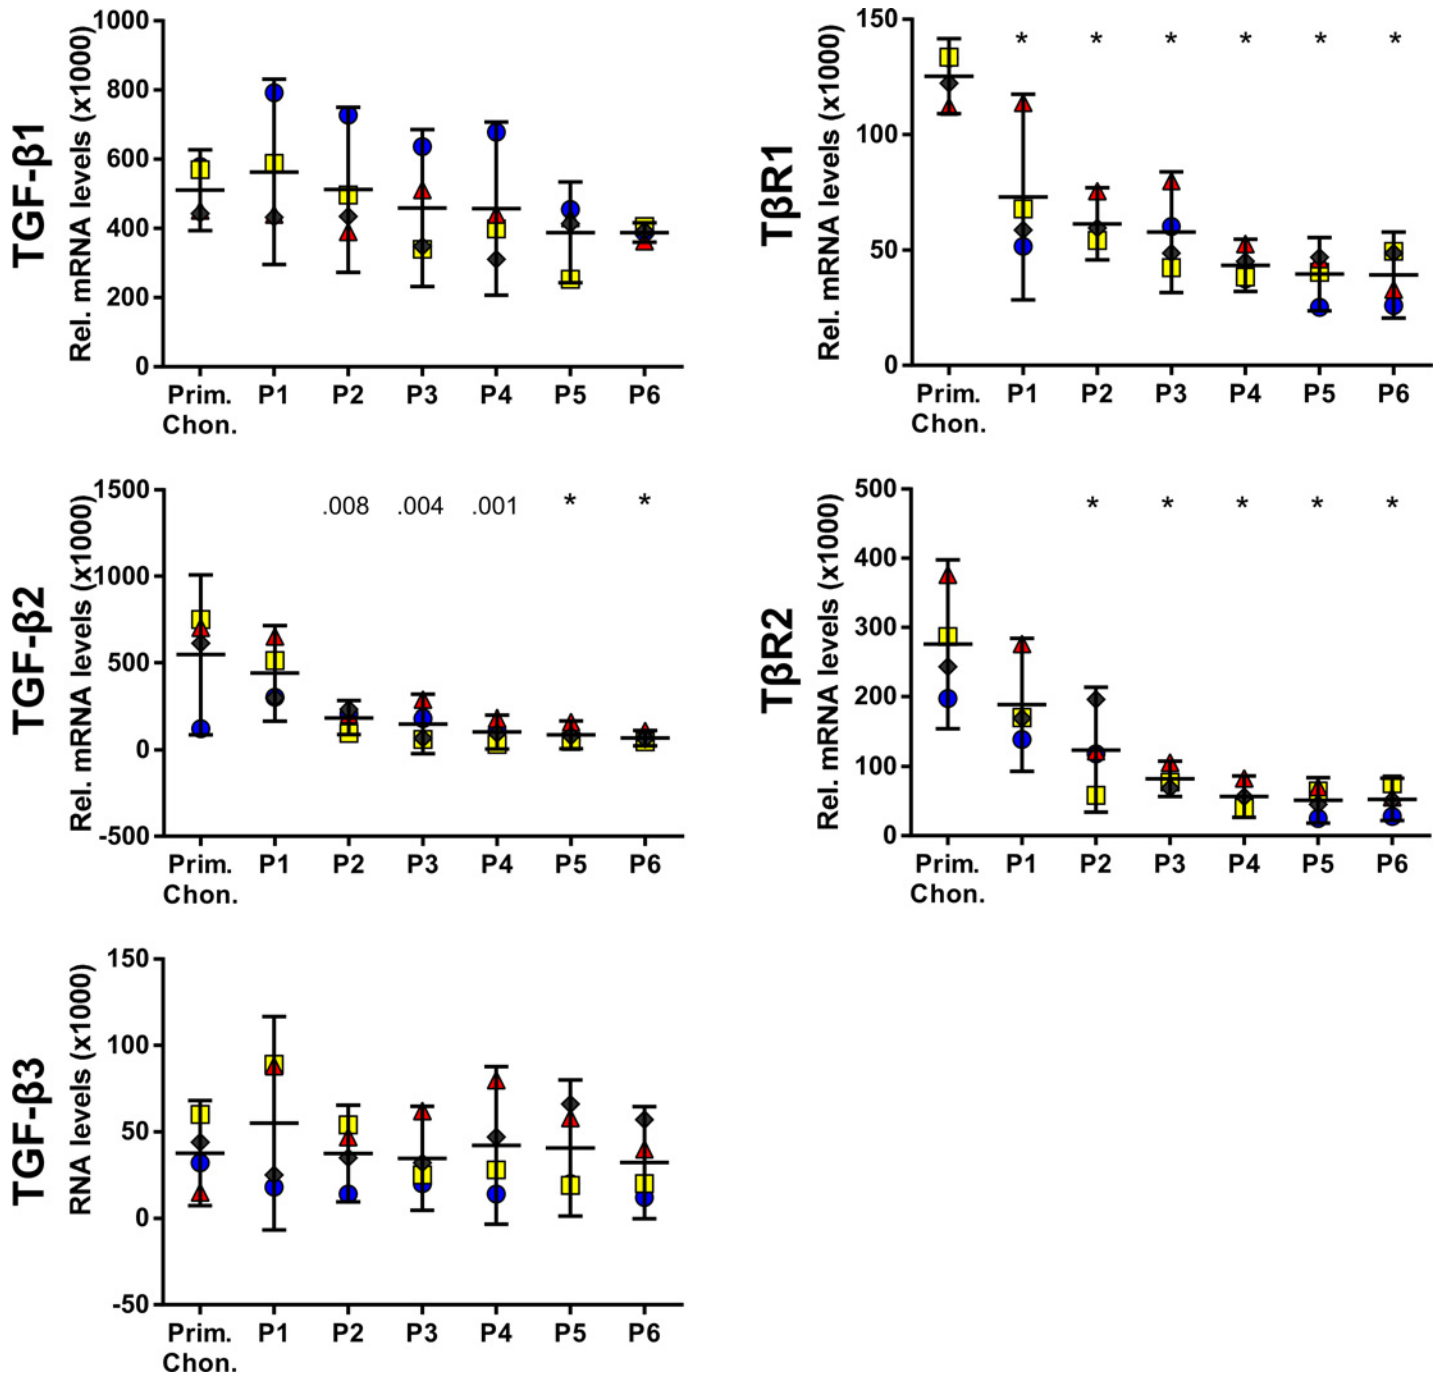 TGF-β1
Rel. mRNA levels (x1000)
1000
800
600
400
200
0
Prim. Chon.
P1
P2
P3
P4
P5
P6
TβR1
Rel. mRNA levels (x1000)
150
100
50
0
* * * * * *
Prim. Chon.
P1
P2
P3
P4
P5
P6
TGF-β2
Rel. mRNA levels (x1000)
1500
1000
500
0
-500
.008 .004 .001 * *
Prim. Chon.
P1
P2
P3
P4
P5
P6
TβR2
Rel. mRNA levels (x1000)
500
400
300
200
100
0
* * * * *
Prim. Chon.
P1
P2
P3
P4
P5
P6
TGF-β3
RNA levels (x1000)
150
100
50
0
-50
Prim. Chon.
P1
P2
P3
P4
P5
P6